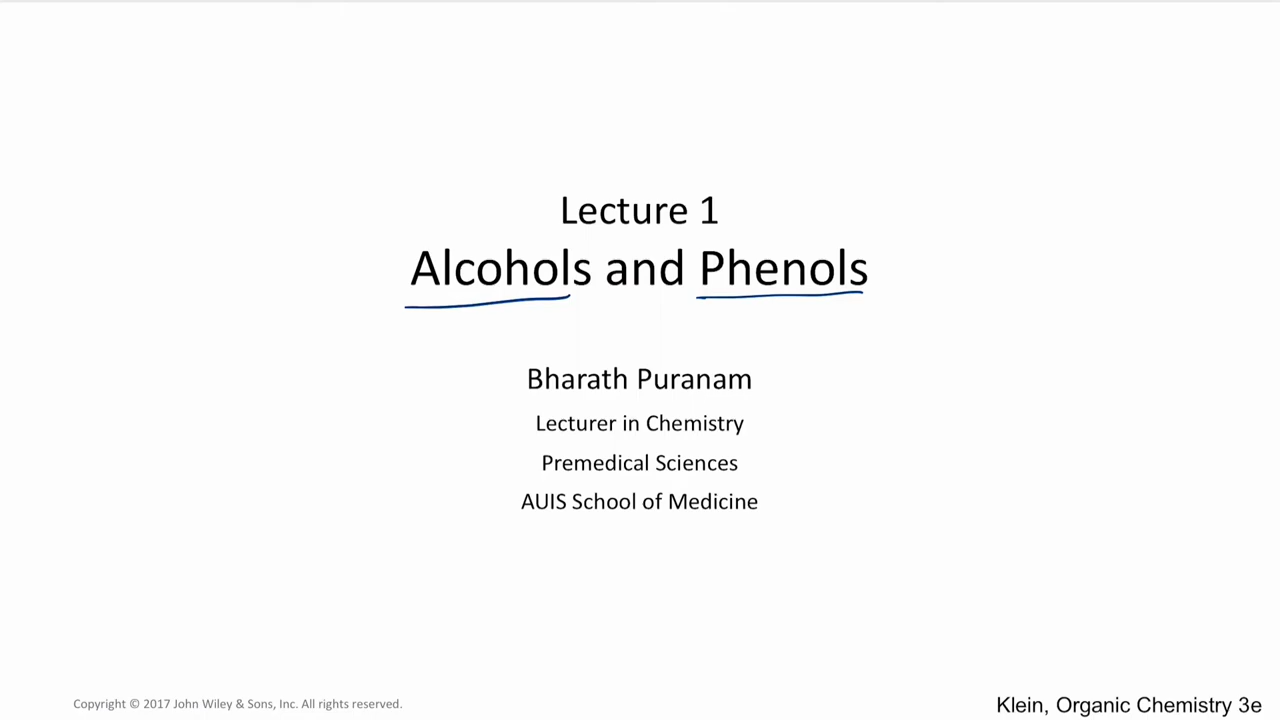 Lecture 1
Alcohols and Phenols
Bharath Puranam
Lecturer in Chemistry
Premedical Sciences
AUIS School of Medicine
Copyright © 2017 John Wiley & Sons, Inc. All rights reserved.
Klein, Organic Chemistry 3e